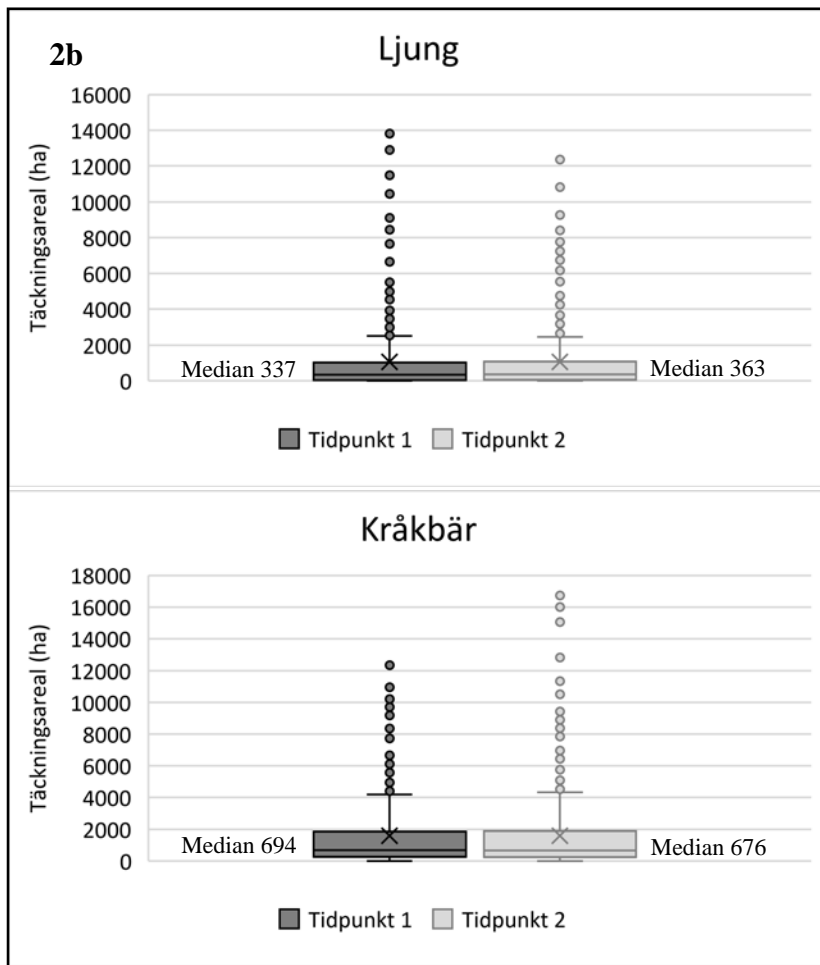 2b
Ljung
Täckningsareal (ha)
16000
14000
12000
10000
8000
6000
4000
2000
0
Median 337
Median 363
Tidpunkt 1 Tidpunkt 2
Kråkbär
Täckningsareal (ha)
18000
16000
14000
12000
10000
8000
6000
4000
2000
0
Median 694
Median 676
Tidpunkt 1 Tidpunkt 2